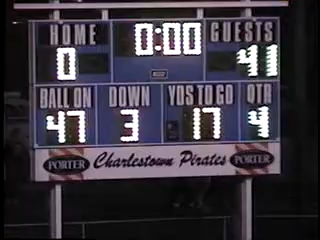 HOME 0:00 GUESTS
0 41
BALL ON DOWN YDS TO GO QTR
47 3 17 4
PORTER Charlestown Pirates PORTER